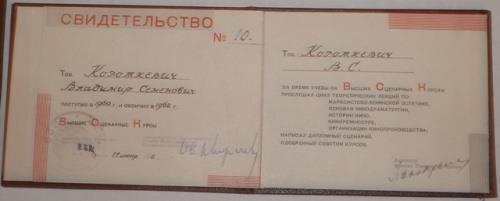 СВИДЕТЕЛЬСТВО
№ 10.
Тов Короткевич
Владимир Семенович
поступил в 1960 г. и окончил в 1962 г.
Высшие Сценарные Курсы
Тов Короткевич
В. С.
за время учебы на Высших Сценарных Курсах
прослушал цикл теоретических лекций по
марксистско-ленинской эстетике,
основам кинодраматургии,
истории кино,
кинорежиссуре,
организации кинопроизводства;
написал дипломный сценарий,
одобренный советом курсов.